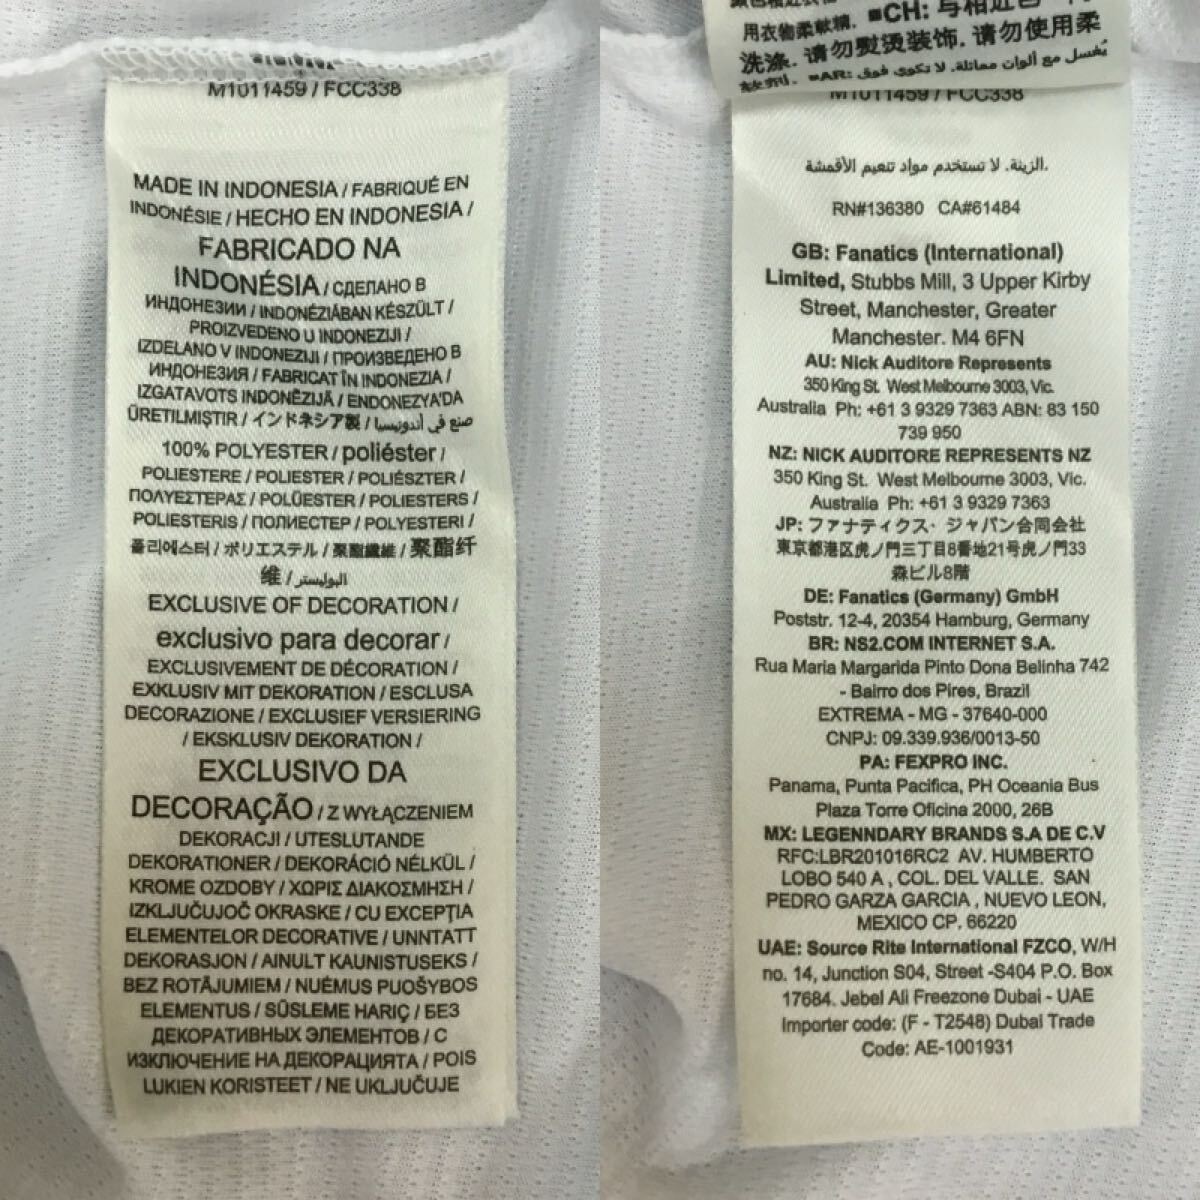 M1011459 / FCC338
MADE IN INDONESIA / FABRIQUÉ EN
INDONÉSIE / HECHO EN INDONESIA /
FABRICADO NA
INDONÉSIA / СДЕЛАНО В
ИНДОНЕЗИИ / INDONÉZIÁBAN KÉSZÜLT /
PROIZVEDENO U INDONEZIJI /
IZDELANO V INDONEZIJI / ПРОИЗВЕДЕНО В
ИНДОНЕЗИЯ / FABRICAT ÎN INDONEZIA /
IZGATAVOTS INDONĒZIJĀ / ENDONEZYA'DA
ÜRETILMIŞTIR / インドネシア製 / صنع في أندونيسيا
100% POLYESTER / poliéster /
POLIESTERE / POLIESTER / POLIÉSZTER /
ΠΟΛΥΕΣΤΕΡΑΣ / POLÜESTER / POLIESTERS /
POLIESTERIS / ПОЛИЕСТЕР / POLYESTERI /
폴리에스터 / ポリエステル / 聚酯纖維 / 聚酯纤
维 / البوليستر
EXCLUSIVE OF DECORATION /
exclusivo para decorar /
EXCLUSIVEMENT DE DÉCORATION /
EXKLUSIV MIT DEKORATION / ESCLUSA
DECORAZIONE / EXCLUSIEF VERSIERING
/ EKSKLUSIV DEKORATION /
EXCLUSIVO DA
DECORAÇÃO / Z WYŁĄCZENIEM
DEKORACJI / UTESLUTANDE
DEKORATIONER / DEKORÁCIÓ NÉLKÜL /
KROME OZDOBY / ΧΩΡΙΣ ΔΙΑΚΟΣΜΗΣΗ /
IZKLJUČUJOČ OKRASKE / CU EXCEPŢIA
ELEMENTELOR DECORATIVE / UNNTATT
DEKORASJON / AINULT KAUNISTUSEKS /
BEZ ROTĀJUMIEM / NUĖMUS PUOŠYBOS
ELEMENTUS / SÜSLEME HARIÇ / БЕЗ
ДЕКОРАТИВНЫХ ЭЛЕМЕНТОВ / С
ИЗКЛЮЧЕНИЕ НА ДЕКОРАЦИЯТА / POIS
LUKIEN KORISTEET / NE UKLJUČUJE
用衣物柔軟精. ■CH: 与相近色
洗涤. 请勿熨烫装饰. 请勿使用柔
软剂. ■AR: يُغسل مع ألوان مماثلة. لا تكوى فوق
M1011459 / FCC338
الزينة. لا تستخدم مواد تنعيم الأقمشة.
RN#136380 CA#61484
GB: Fanatics (International)
Limited, Stubbs Mill, 3 Upper Kirby
Street, Manchester, Greater
Manchester. M4 6FN
AU: Nick Auditore Represents
350 King St. West Melbourne 3003, Vic.
Australia Ph: +61 3 9329 7363 ABN: 83 150
739 950
NZ: NICK AUDITORE REPRESENTS NZ
350 King St. West Melbourne 3003, Vic.
Australia Ph: +61 3 9329 7363
JP: ファナティクス・ジャパン合同会社
東京都港区虎ノ門三丁目8番地21号虎ノ門33
森ビル8階
DE: Fanatics (Germany) GmbH
Poststr. 12-4, 20354 Hamburg, Germany
BR: NS2.COM INTERNET S.A.
Rua Maria Margarida Pinto Dona Belinha 742
- Bairro dos Pires, Brazil
EXTREMA - MG - 37640-000
CNPJ: 09.339.936/0013-50
PA: FEXPRO INC.
Panama, Punta Pacifica, PH Oceania Bus
Plaza Torre Oficina 2000, 26B
MX: LEGENNDARY BRANDS S.A DE C.V
RFC:LBR201016RC2 AV. HUMBERTO
LOBO 540 A , COL. DEL VALLE. SAN
PEDRO GARZA GARCIA , NUEVO LEON,
MEXICO CP. 66220
UAE: Source Rite International FZCO, W/H
no. 14, Junction S04, Street -S404 P.O. Box
17684. Jebel Ali Freezone Dubai - UAE
Importer code: (F - T2548) Dubai Trade
Code: AE-1001931